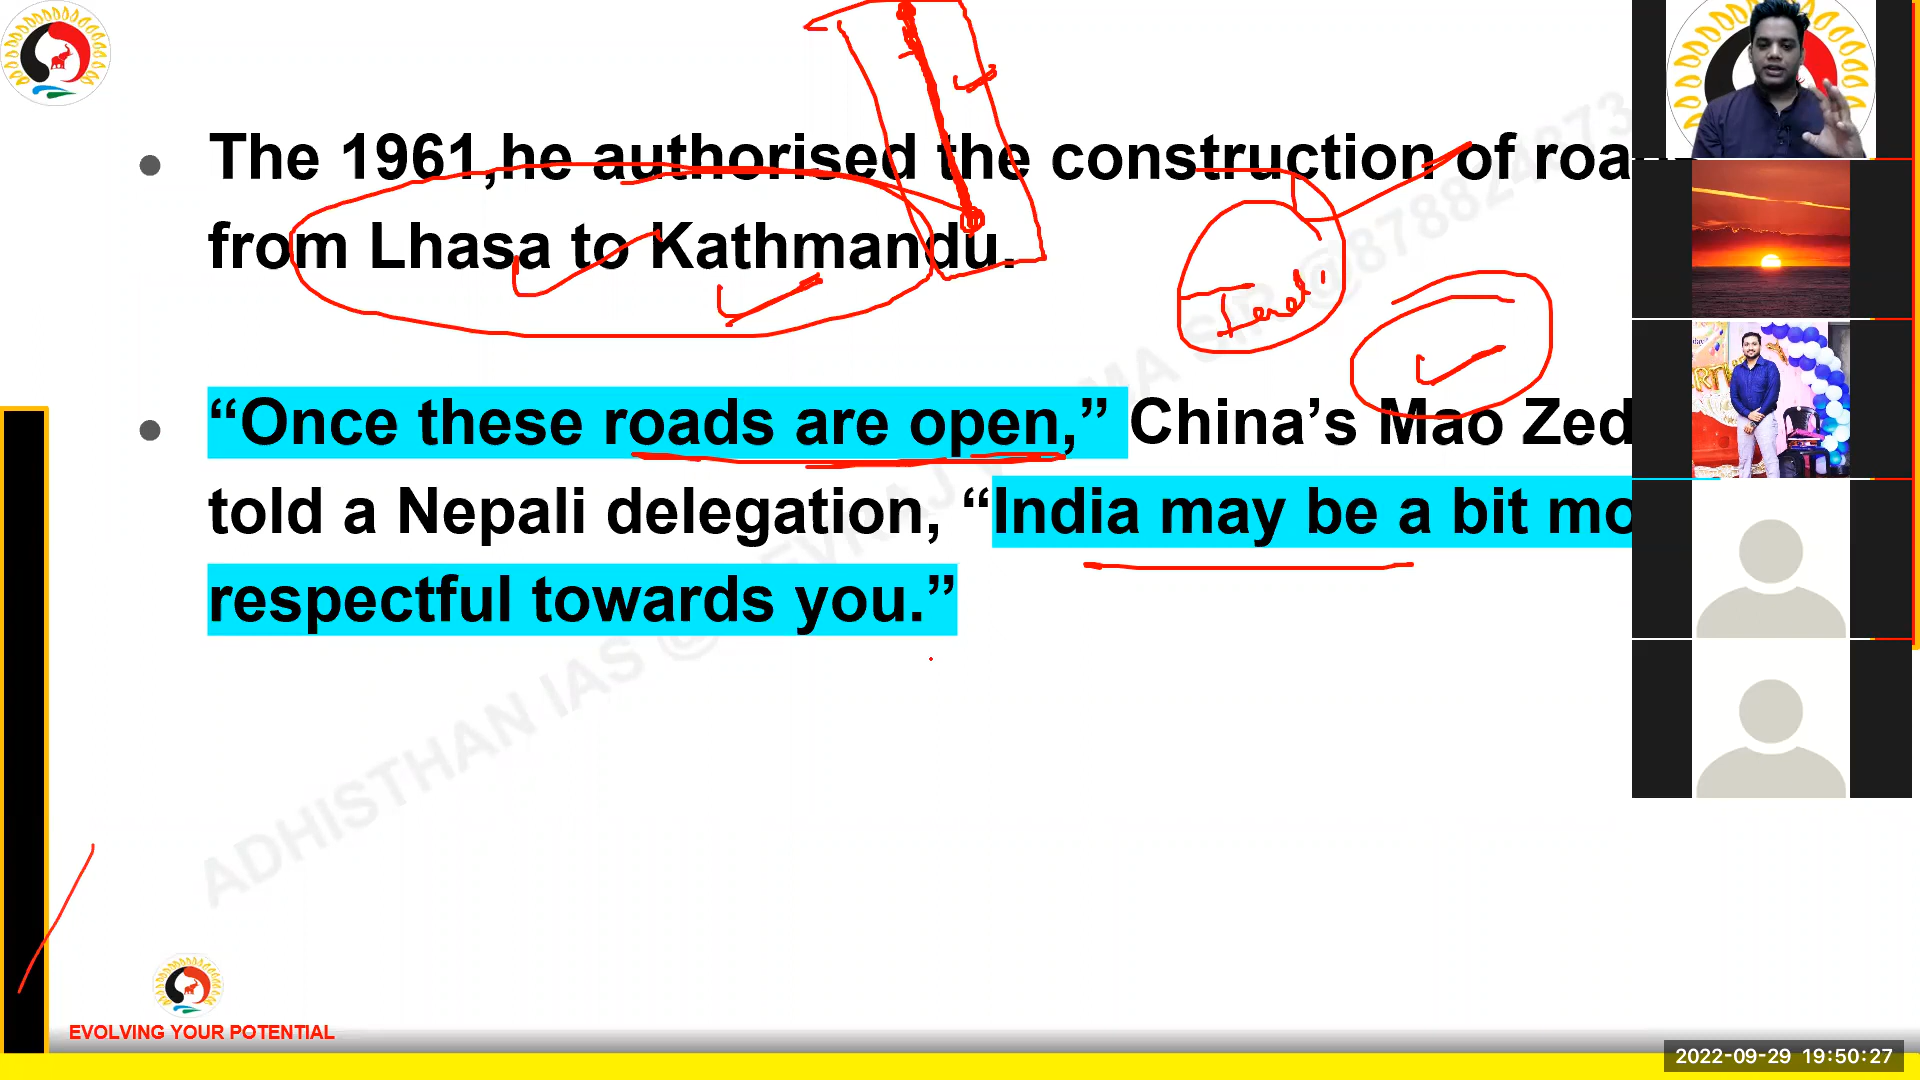 The 1961,he authorised the construction of roa
from Lhasa to Kathmandu.
“Once these roads are open,” China’s Mao Zed
told a Nepali delegation, “India may be a bit mo
respectful towards you.”
ADHISTHAN IAS @
EVOLVING YOUR POTENTIAL
2022-09-29 19:50:27